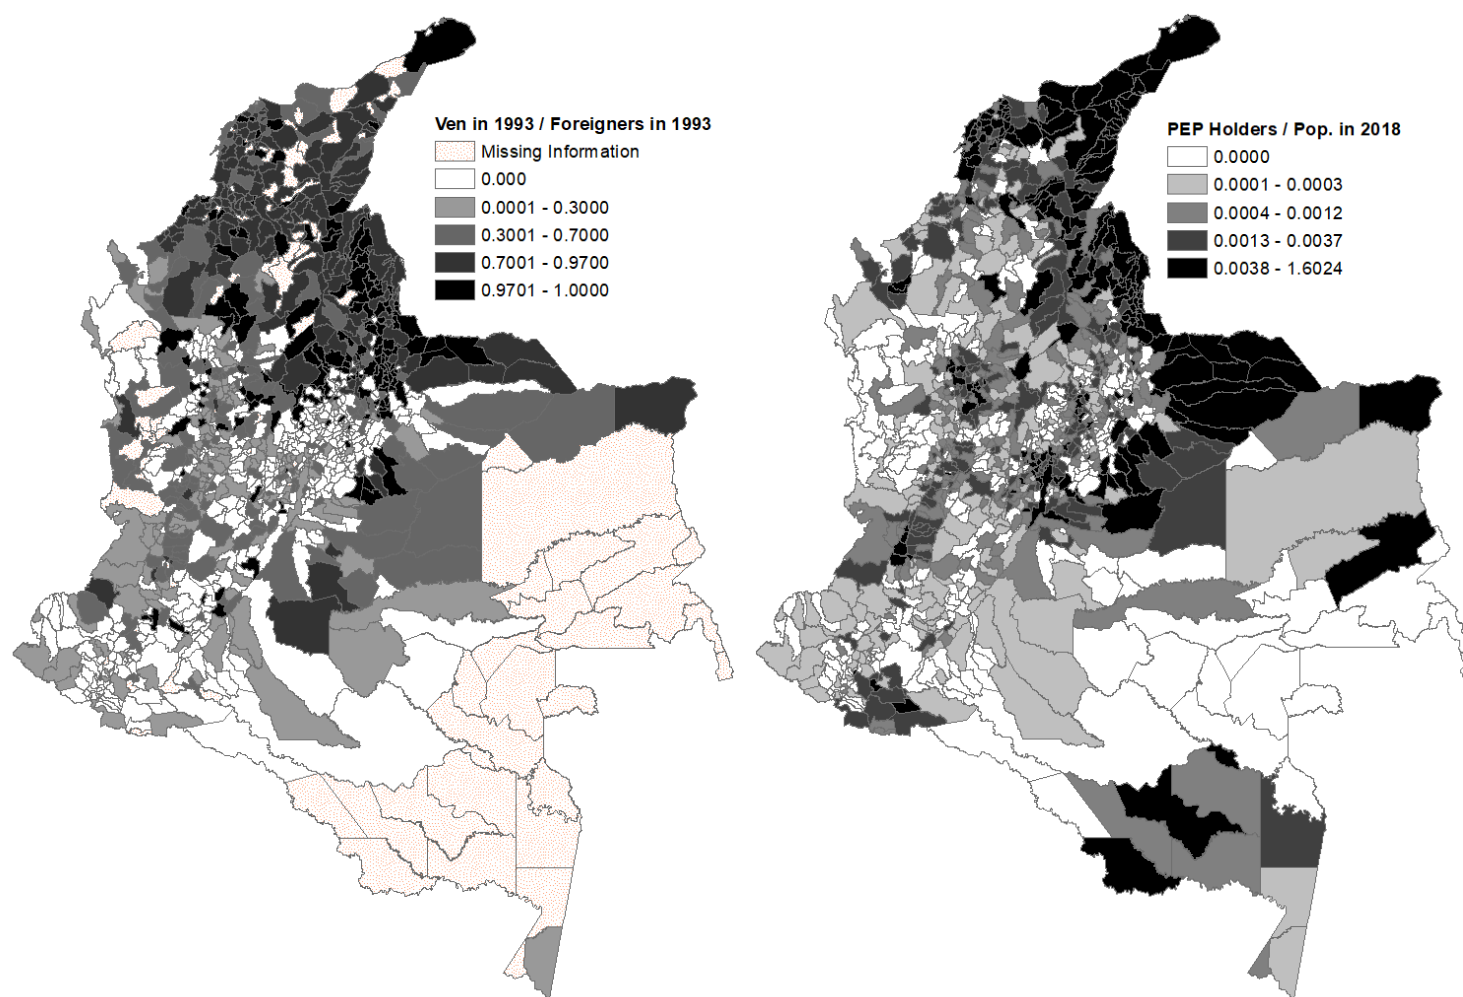 Ven in 1993 / Foreigners in 1993
Missing Information
0.000
0.0001 - 0.3000
0.3001 - 0.7000
0.7001 - 0.9700
0.9701 - 1.0000
PEP Holders / Pop. in 2018
0.0000
0.0001 - 0.0003
0.0004 - 0.0012
0.0013 - 0.0037
0.0038 - 1.6024